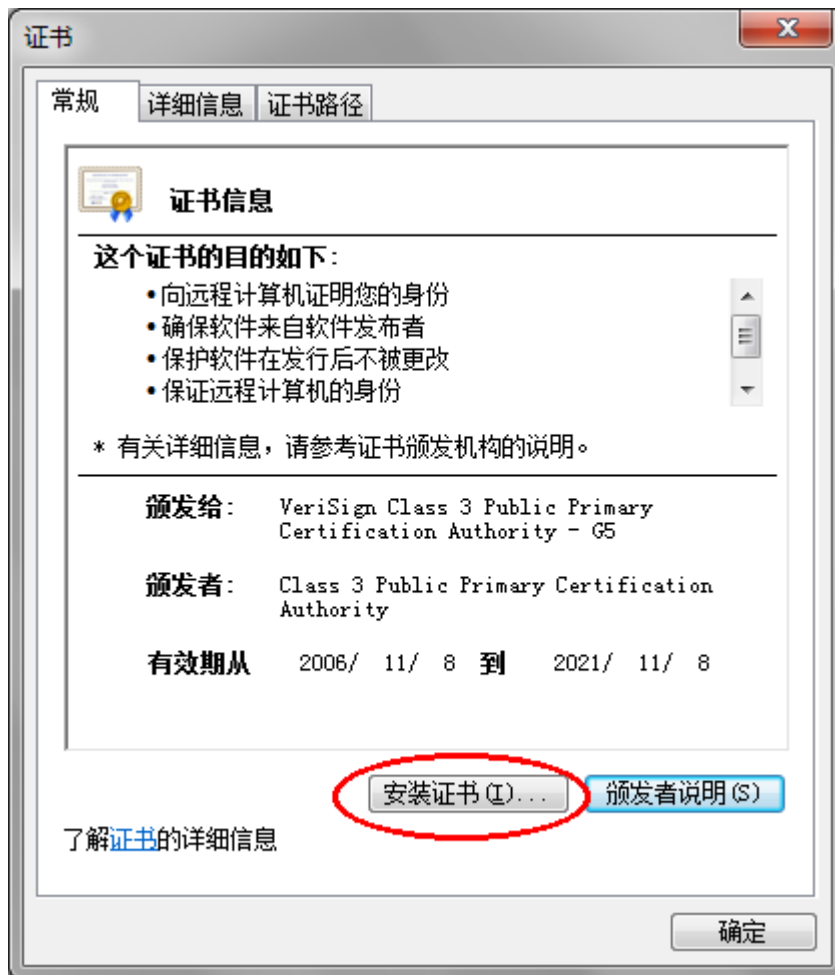 证书
常规 详细信息 证书路径
证书信息
这个证书的目的如下:
•向远程计算机证明您的身份
•确保软件来自软件发布者
•保护软件在发行后不被更改
•保证远程计算机的身份
* 有关详细信息，请参考证书颁发机构的说明。
颁发给: VeriSign Class 3 Public Primary
Certification Authority - G5
颁发者: Class 3 Public Primary Certification
Authority
有效期从 2006/ 11/ 8 到 2021/ 11/ 8
安装证书(I)... 颁发者说明(S)
了解证书的详细信息
确定